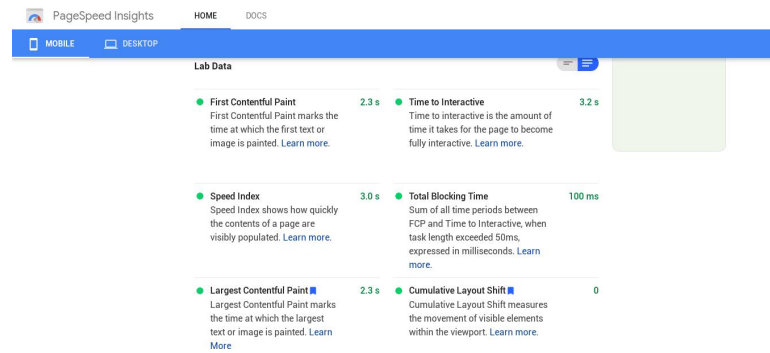 PageSpeed Insights
HOME
DOCS
MOBILE
DESKTOP
Lab Data
First Contentful Paint 2.3 s
First Contentful Paint marks the
time at which the first text or
image is painted. Learn more.
Time to Interactive 3.2 s
Time to interactive is the amount of
time it takes for the page to become
fully interactive. Learn more.
Speed Index 3.0 s
Speed Index shows how quickly
the contents of a page are
visibly populated. Learn more.
Total Blocking Time 100 ms
Sum of all time periods between
FCP and Time to Interactive, when
task length exceeded 50ms,
expressed in milliseconds. Learn
more.
Largest Contentful Paint 2.3 s
Largest Contentful Paint marks
the time at which the largest
text or image is painted. Learn
More
Cumulative Layout Shift 0
Cumulative Layout Shift measures
the movement of visible elements
within the viewport. Learn more.